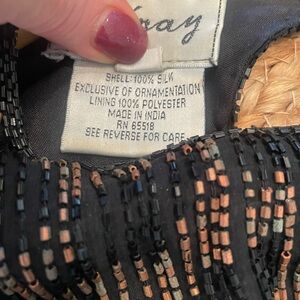 SHELL: 100% SILK
EXCLUSIVE OF ORNAMENTATION
LINING 100% POLYESTER
MADE IN INDIA
RN 65518
SEE REVERSE FOR CARE